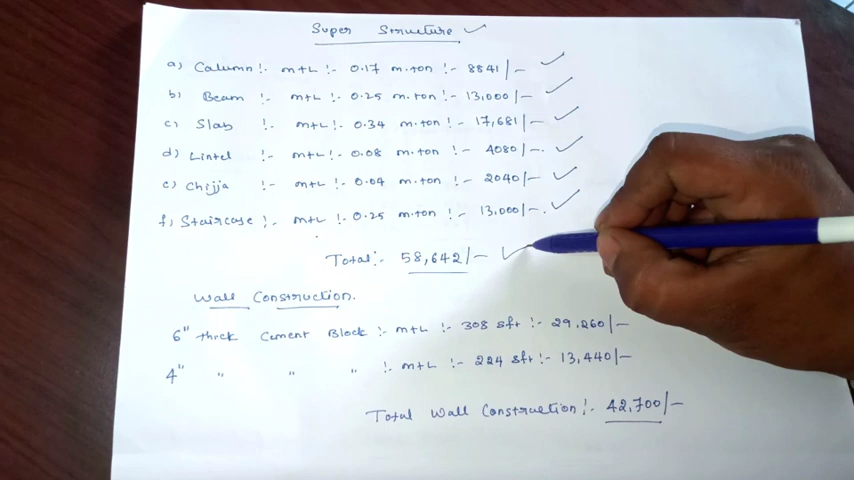 Super Structure
a) Column :- m+L :- 0.17 m.ton :- 8841/-
b) Beam :- m+L :- 0.25 m.ton :- 13,000/-
c) Slab :- m+L :- 0.34 m.ton :- 17,681/-
d) Lintel :- m+L :- 0.08 m.ton :- 4080/-.
e) Chijja :- m+L :- 0.04 m.ton :- 2040/-
f) Staircase :- m+L :- 0.25 m.ton :- 13,000/-.
Total :- 58,642/-
Wall Construction.
6" thick Cement Block :- m+L :- 308 sft :- 29,260/-
4" " " " :- m+L :- 224 sft :- 13,440/-
Total Wall Construction :- 42,700/-